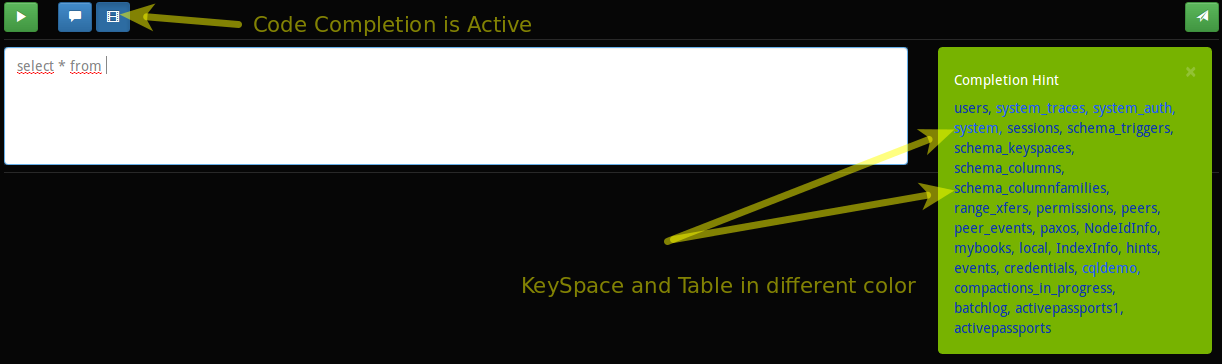 Code Completion is Active
select * from
Completion Hint
users, system_traces, system_auth,
system, sessions, schema_triggers,
schema_keyspaces,
schema_columns,
schema_columnfamilies,
range_xfers, permissions, peers,
peer_events, paxos, NodeIdInfo,
mybooks, local, IndexInfo, hints,
events, credentials, cqldemo,
compactions_in_progress,
batchlog, activepassports1,
activepassports
KeySpace and Table in different color